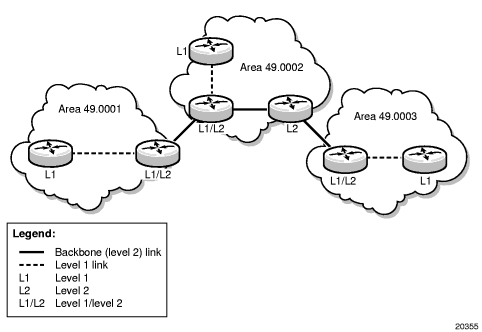 L1
Area 49.0002
Area 49.0001
L1/L2
L2
Area 49.0003
L1
L1/L2
L1/L2
L1
Legend:
Backbone (level 2) link
Level 1 link
L1 Level 1
L2 Level 2
L1/L2 Level 1/level 2
20355